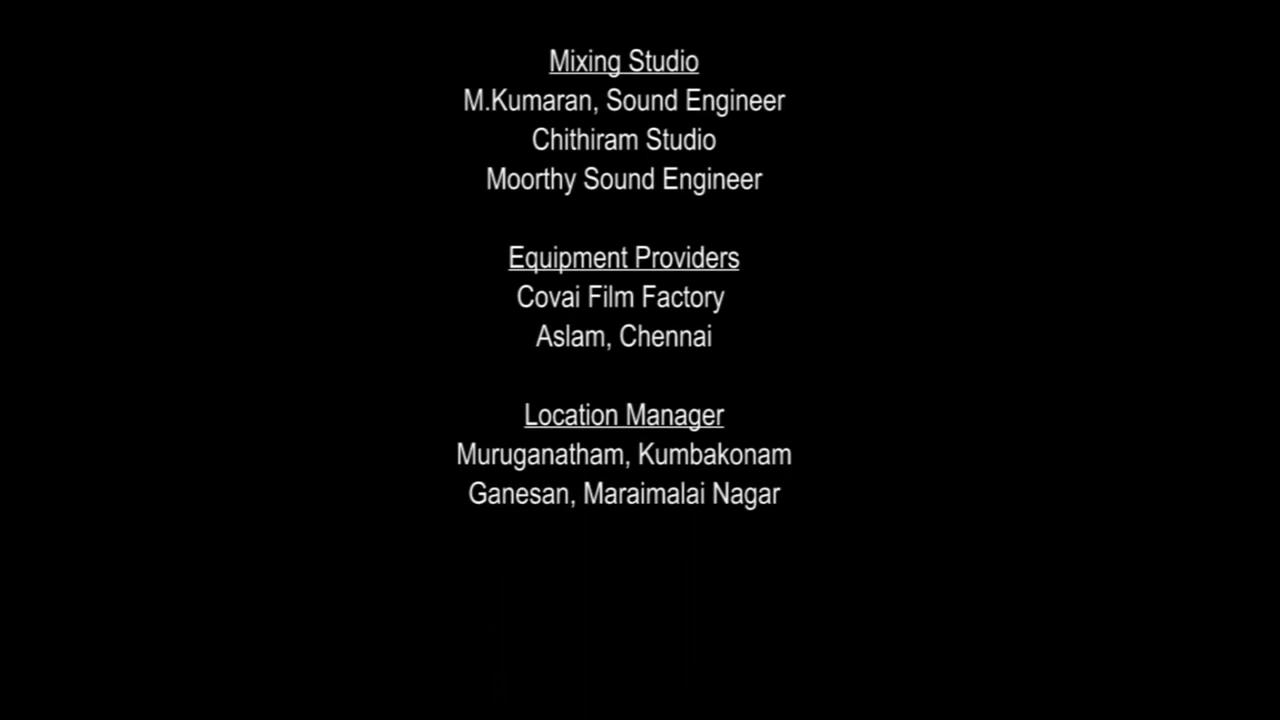 Mixing Studio
M.Kumaran, Sound Engineer
Chithiram Studio
Moorthy Sound Engineer
Equipment Providers
Covai Film Factory
Aslam, Chennai
Location Manager
Muruganatham, Kumbakonam
Ganesan, Maraimalai Nagar